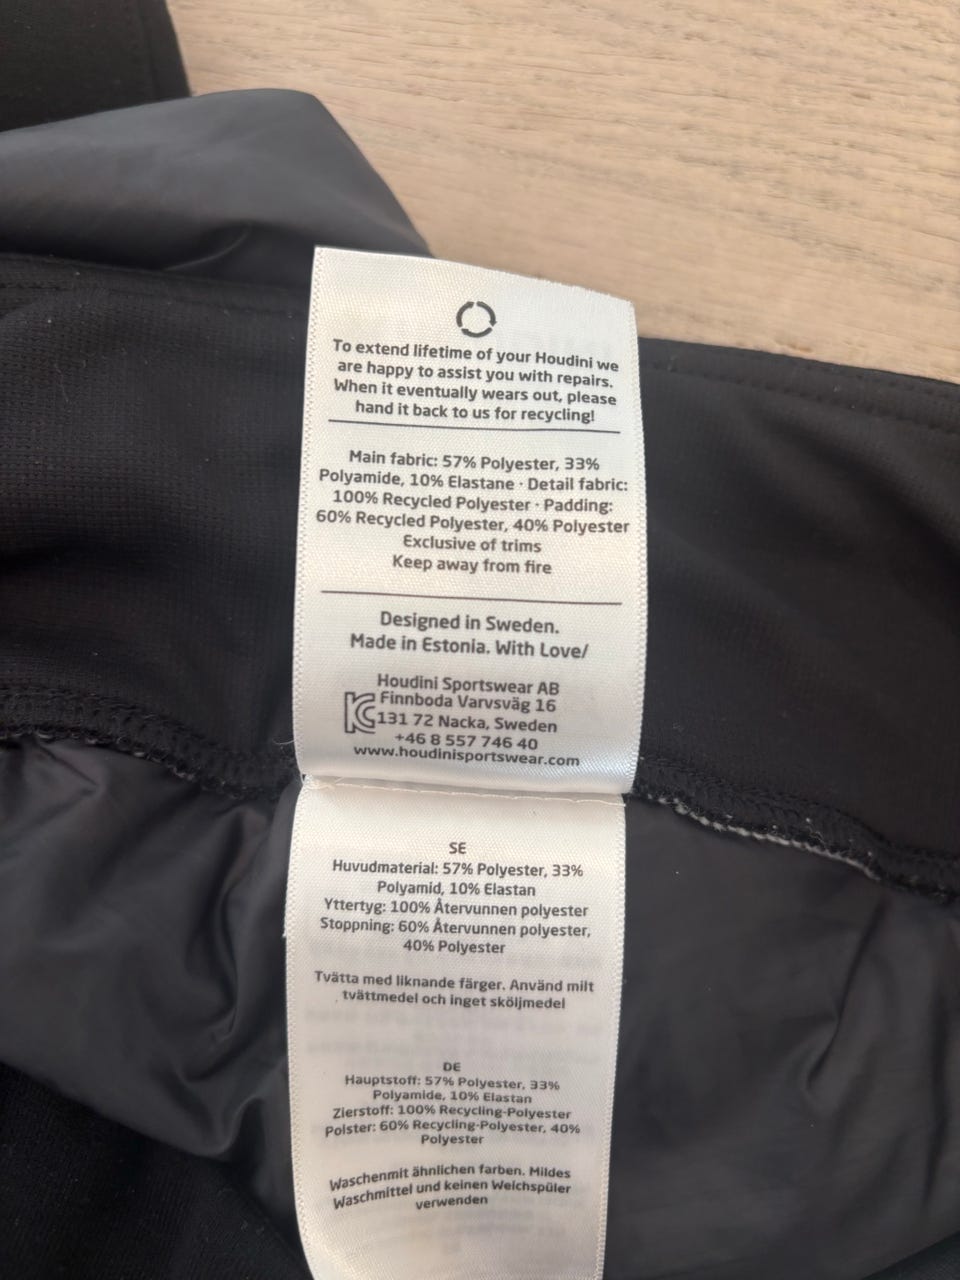 To extend lifetime of your Houdini we
are happy to assist you with repairs.
When it eventually wears out, please
hand it back to us for recycling!
Main fabric: 57% Polyester, 33%
Polyamide, 10% Elastane · Detail fabric:
100% Recycled Polyester · Padding:
60% Recycled Polyester, 40% Polyester
Exclusive of trims
Keep away from fire
Designed in Sweden.
Made in Estonia. With Love/
Houdini Sportswear AB
Finnboda Varvsväg 16
131 72 Nacka, Sweden
+46 8 557 746 40
www.houdinisportswear.com
SE
Huvudmaterial: 57% Polyester, 33%
Polyamid, 10% Elastan
Yttertyg: 100% Återvunnen polyester
Stoppning: 60% Återvunnen polyester,
40% Polyester
Tvätta med liknande färger. Använd milt
tvättmedel och inget sköljmedel
DE
Hauptstoff: 57% Polyester, 33%
Polyamide, 10% Elastan
Zierstoff: 100% Recycling-Polyester
Polster: 60% Recycling-Polyester, 40%
Polyester
Waschenmit ähnlichen farben. Mildes
Waschmittel und keinen Weichspüler
verwenden